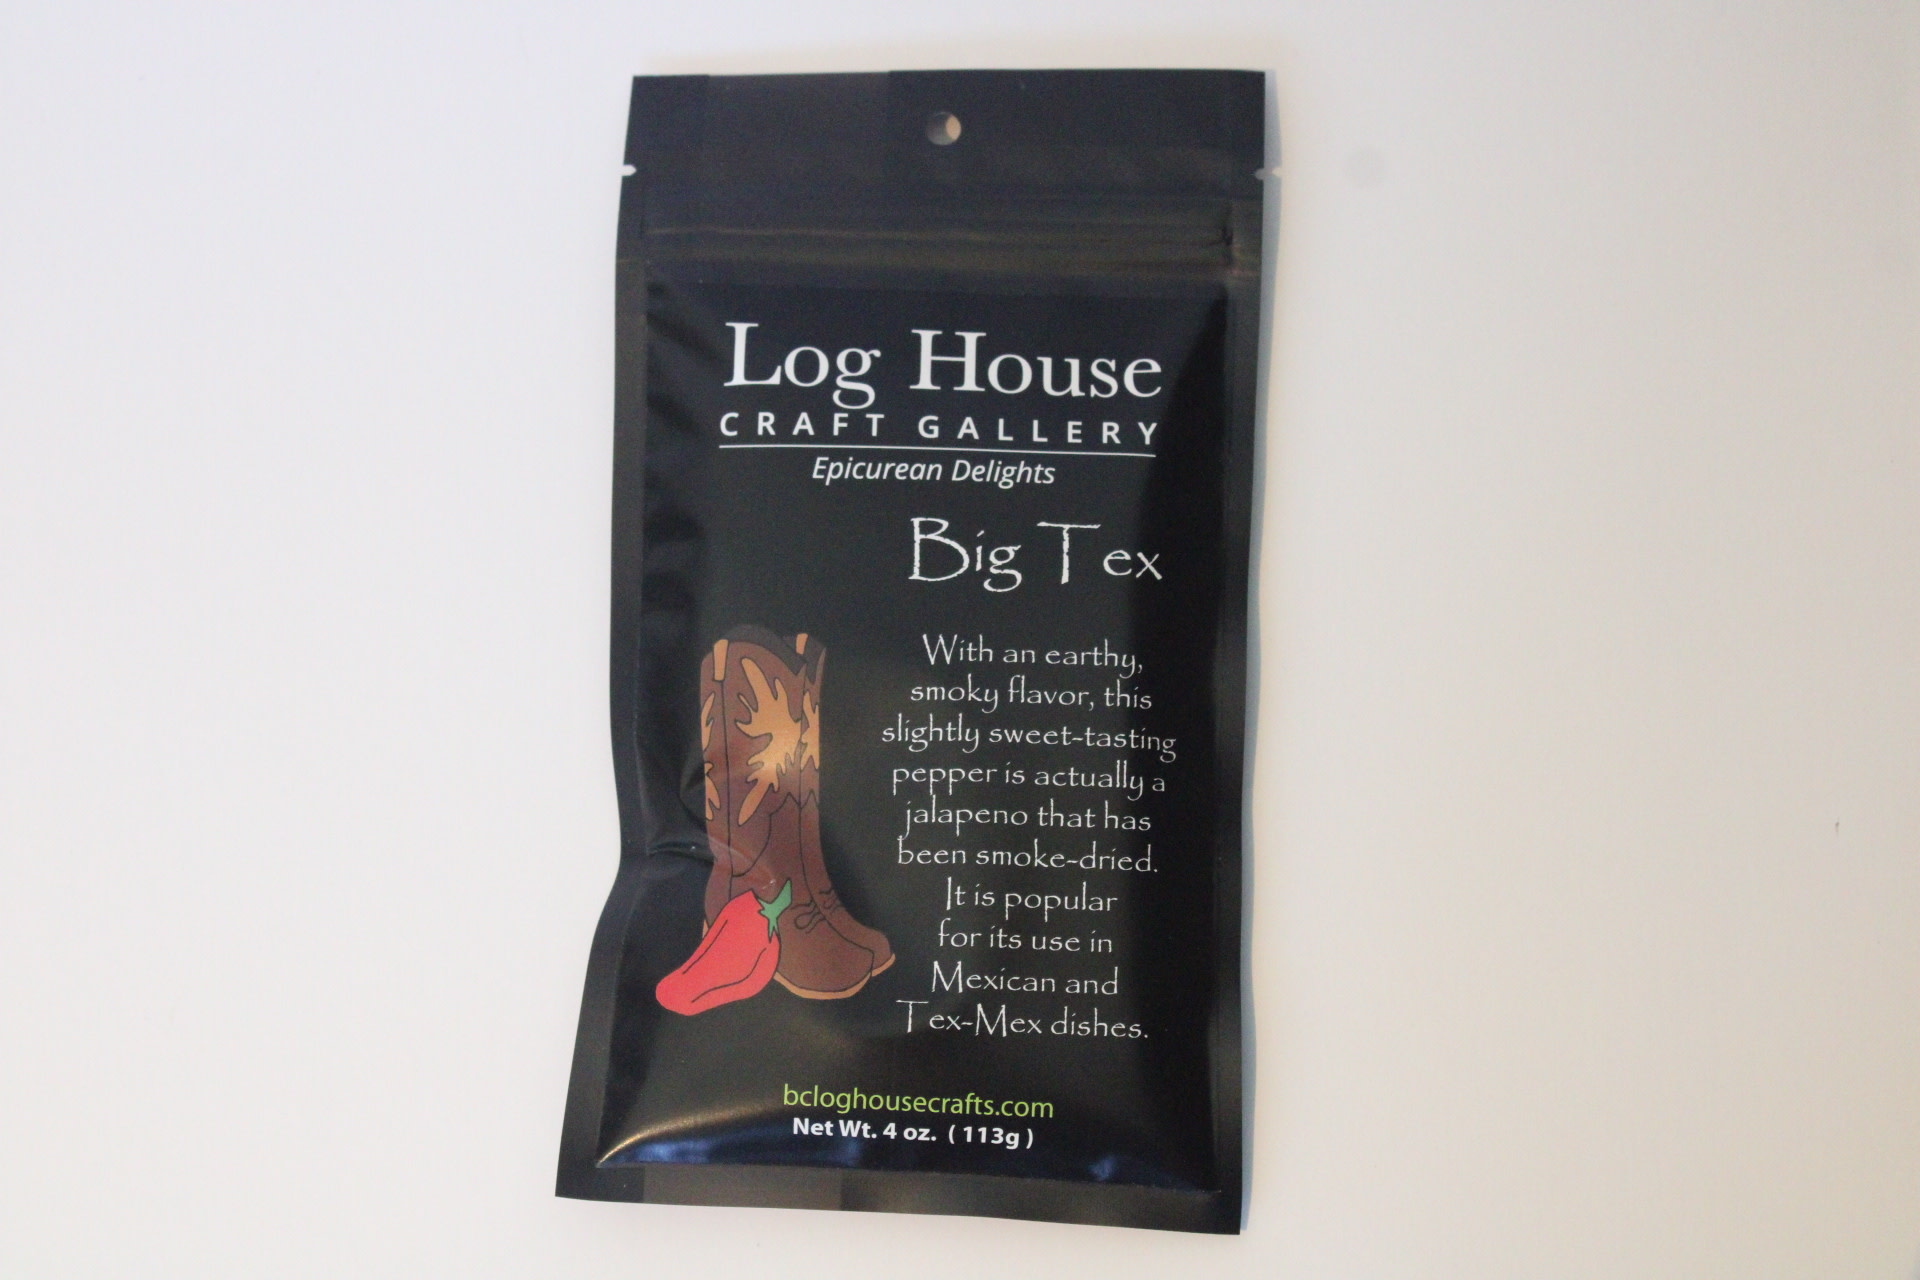 Log House
CRAFT GALLERY
Epicurean Delights
Big Tex
With an earthy,
smoky flavor, this
slightly sweet-tasting
pepper is actually a
jalapeno that has
been smoke-dried.
It is popular
for its use in
Mexican and
Tex-Mex dishes.
bcloghousecrafts.com
Net Wt. 4 oz. ( 113g )